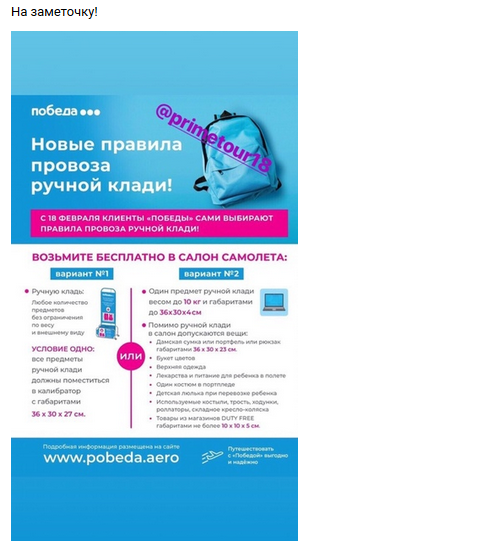 На заметочку!
победа
@primetour18
Новые правила
провоза
ручной клади!
С 18 ФЕВРАЛЯ КЛИЕНТЫ «ПОБЕДЫ» САМИ ВЫБИРАЮТ
ПРАВИЛА ПРОВОЗА РУЧНОЙ КЛАДИ!
ВОЗЬМИТЕ БЕСПЛАТНО В САЛОН САМОЛЕТА:
вариант №1
Ручную кладь:
Любое количество
предметов
без ограничения
по весу
и внешнему виду
УСЛОВИЕ ОДНО:
все предметы
ручной клади
должны поместиться
в калибратор
с габаритами
36 х 30 х 27 см.
ИЛИ
вариант №2
Один предмет ручной клади
весом до 10 кг и габаритами
до 36х30х4см
Помимо ручной клади
в салон допускаются вещи:
Дамская сумка или портфель или рюкзак
габаритами 36 х 30 х 23 см.
Букет цветов
Верхняя одежда
Лекарства и питание для ребенка в полете
Один костюм в портпледе
Детская люлька при перевозке ребенка
Используемые костыли, трость, ходунки,
роллаторы, складное кресло-коляска
Товары из магазинов DUTY FREE
габаритами не более 10 х 10 х 5 см.
Подробная информация размещена на сайте
www.pobeda.aero
Путешествовать
с «Победой» выгодно
и надёжно